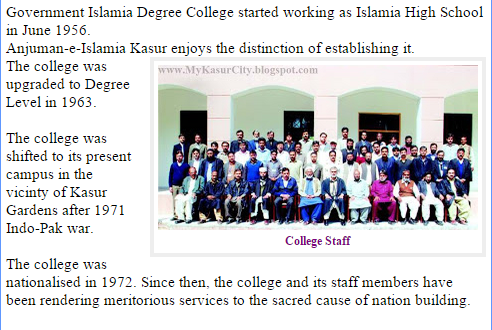 Government Islamia Degree College started working as Islamia High School
in June 1956.
Anjuman-e-Islamia Kasur enjoys the distinction of establishing it.
The college was
upgraded to Degree
Level in 1963.
The college was
shifted to its present
campus in the
vicinty of Kasur
Gardens after 1971
Indo-Pak war.
www.MyKasurCity.blogspot.com
College Staff
The college was
nationalised in 1972. Since then, the college and its staff members have
been rendering meritorious services to the sacred cause of nation building.